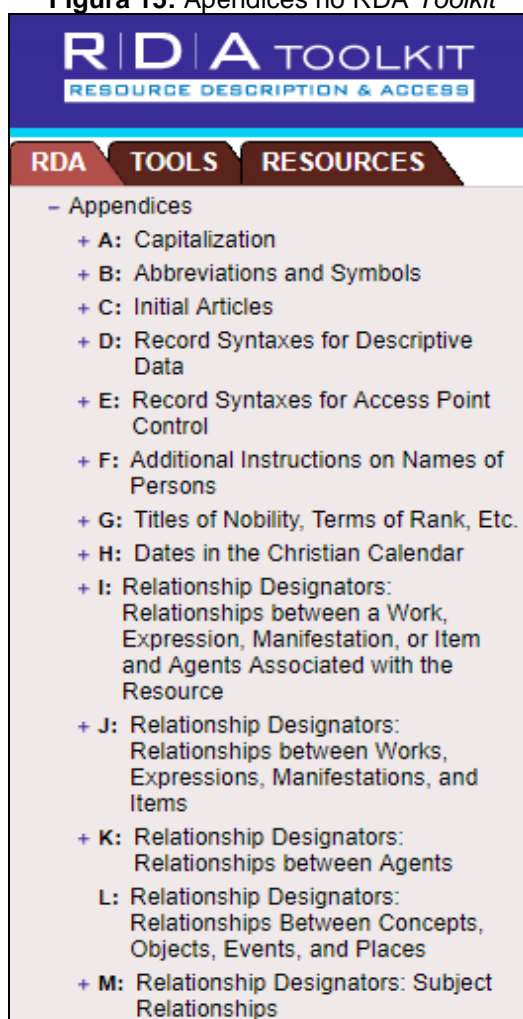 Figura 15: Apêndices no RDA Toolkit
R|D|A TOOLKIT
RESOURCE DESCRIPTION & ACCESS
RDA TOOLS RESOURCES
– Appendices
+ A: Capitalization
+ B: Abbreviations and Symbols
+ C: Initial Articles
+ D: Record Syntaxes for Descriptive
Data
+ E: Record Syntaxes for Access Point
Control
+ F: Additional Instructions on Names of
Persons
+ G: Titles of Nobility, Terms of Rank, Etc.
+ H: Dates in the Christian Calendar
+ I: Relationship Designators:
Relationships between a Work,
Expression, Manifestation, or Item
and Agents Associated with the
Resource
+ J: Relationship Designators:
Relationships between Works,
Expressions, Manifestations, and
Items
+ K: Relationship Designators:
Relationships between Agents
L: Relationship Designators:
Relationships Between Concepts,
Objects, Events, and Places
+ M: Relationship Designators: Subject
Relationships